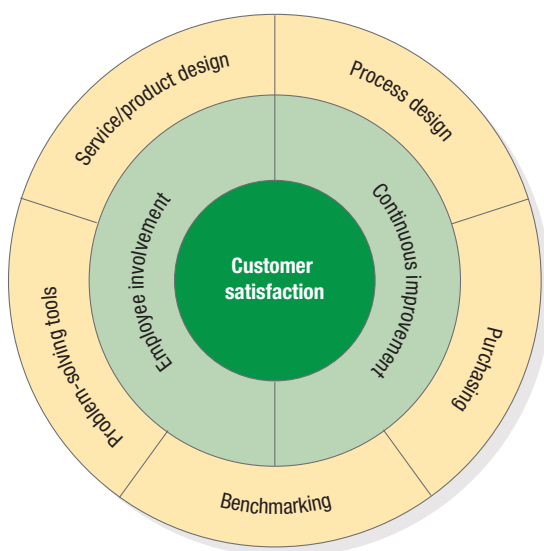 Service/product design
Process design
Employee involvement
Continuous improvement
Customer
satisfaction
Problem-solving tools
Purchasing
Benchmarking